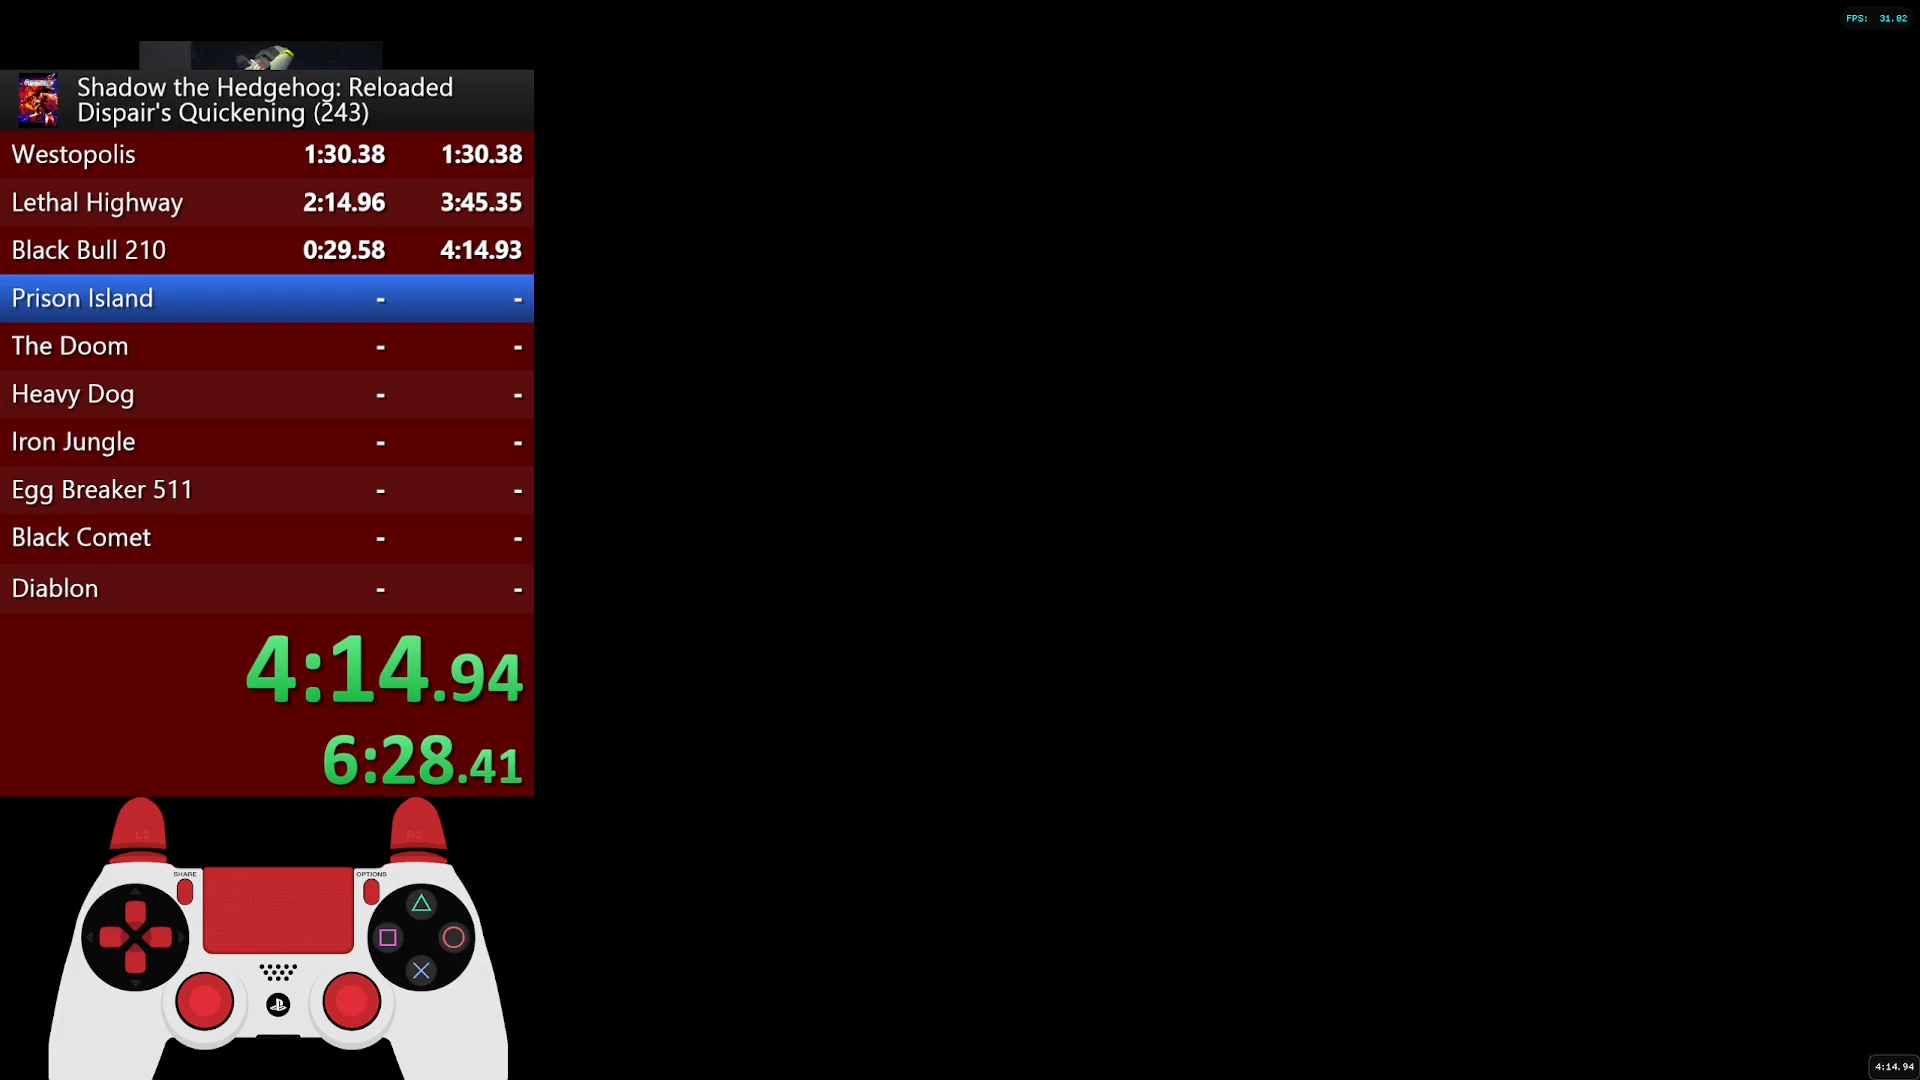 FPS: 31.02
Shadow the Hedgehog: Reloaded
Dispair's Quickening (243)
Westopolis 1:30.38 1:30.38
Lethal Highway 2:14.96 3:45.35
Black Bull 210 0:29.58 4:14.93
Prison Island - -
The Doom - -
Heavy Dog - -
Iron Jungle - -
Egg Breaker 511 - -
Black Comet - -
Diablon - -
4:14.94
6:28.41
L2 R2
SHARE OPTIONS
4:14.94